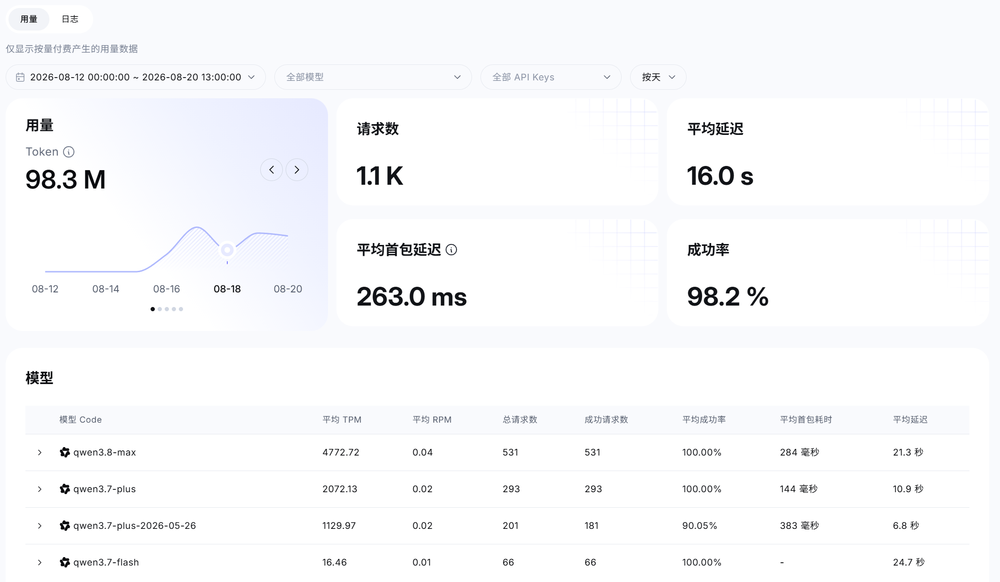 用量 日志
仅显示按量付费产生的用量数据
2026-08-12 00:00:00 ~ 2026-08-20 13:00:00 全部模型 全部 API Keys 按天
用量
Token
98.3 M
08-12 08-14 08-16 08-18 08-20
请求数
1.1 K
平均延迟
16.0 s
平均首包延迟
263.0 ms
成功率
98.2 %
模型
模型 Code 平均 TPM 平均 RPM 总请求数 成功请求数 平均成功率 平均首包耗时 平均延迟
qwen3.8-max 4772.72 0.04 531 531 100.00% 284 毫秒 21.3 秒
qwen3.7-plus 2072.13 0.02 293 293 100.00% 144 毫秒 10.9 秒
qwen3.7-plus-2026-05-26 1129.97 0.02 201 181 90.05% 383 毫秒 6.8 秒
qwen3.7-flash 16.46 0.01 66 66 100.00% - 24.7 秒